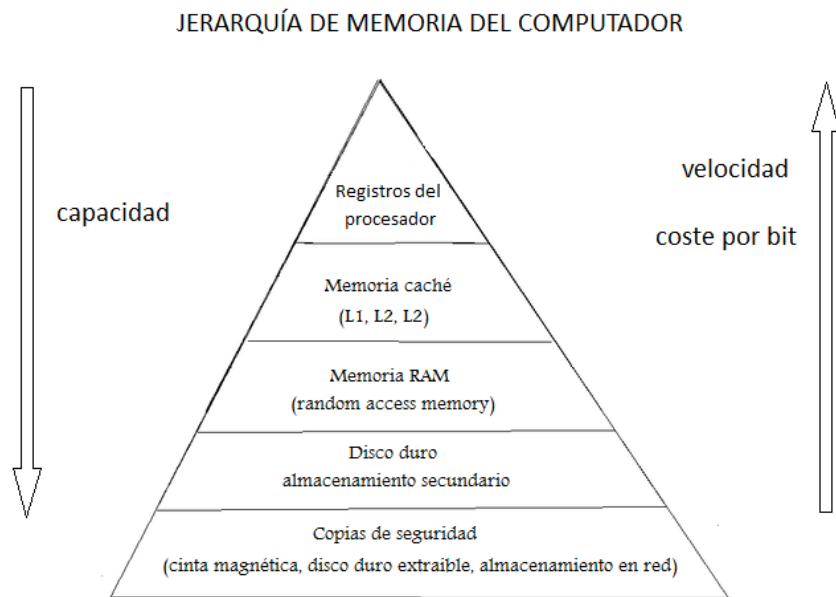 JERARQUÍA DE MEMORIA DEL COMPUTADOR
capacidad
velocidad
coste por bit
Registros del
procesador
Memoria caché
(L1, L2, L2)
Memoria RAM
(random access memory)
Disco duro
almacenamiento secundario
Copias de seguridad
(cinta magnética, disco duro extraible, almacenamiento en red)